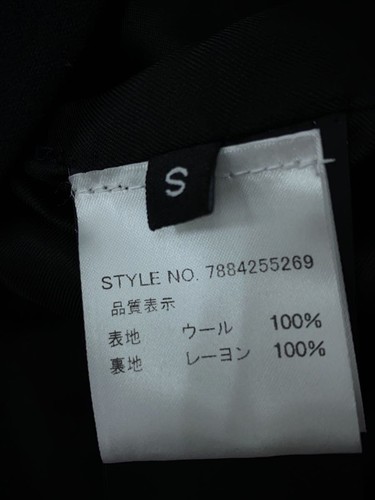 S
STYLE NO. 7884255269
品質表示
表地 ウール 100%
裏地 レーヨン 100%